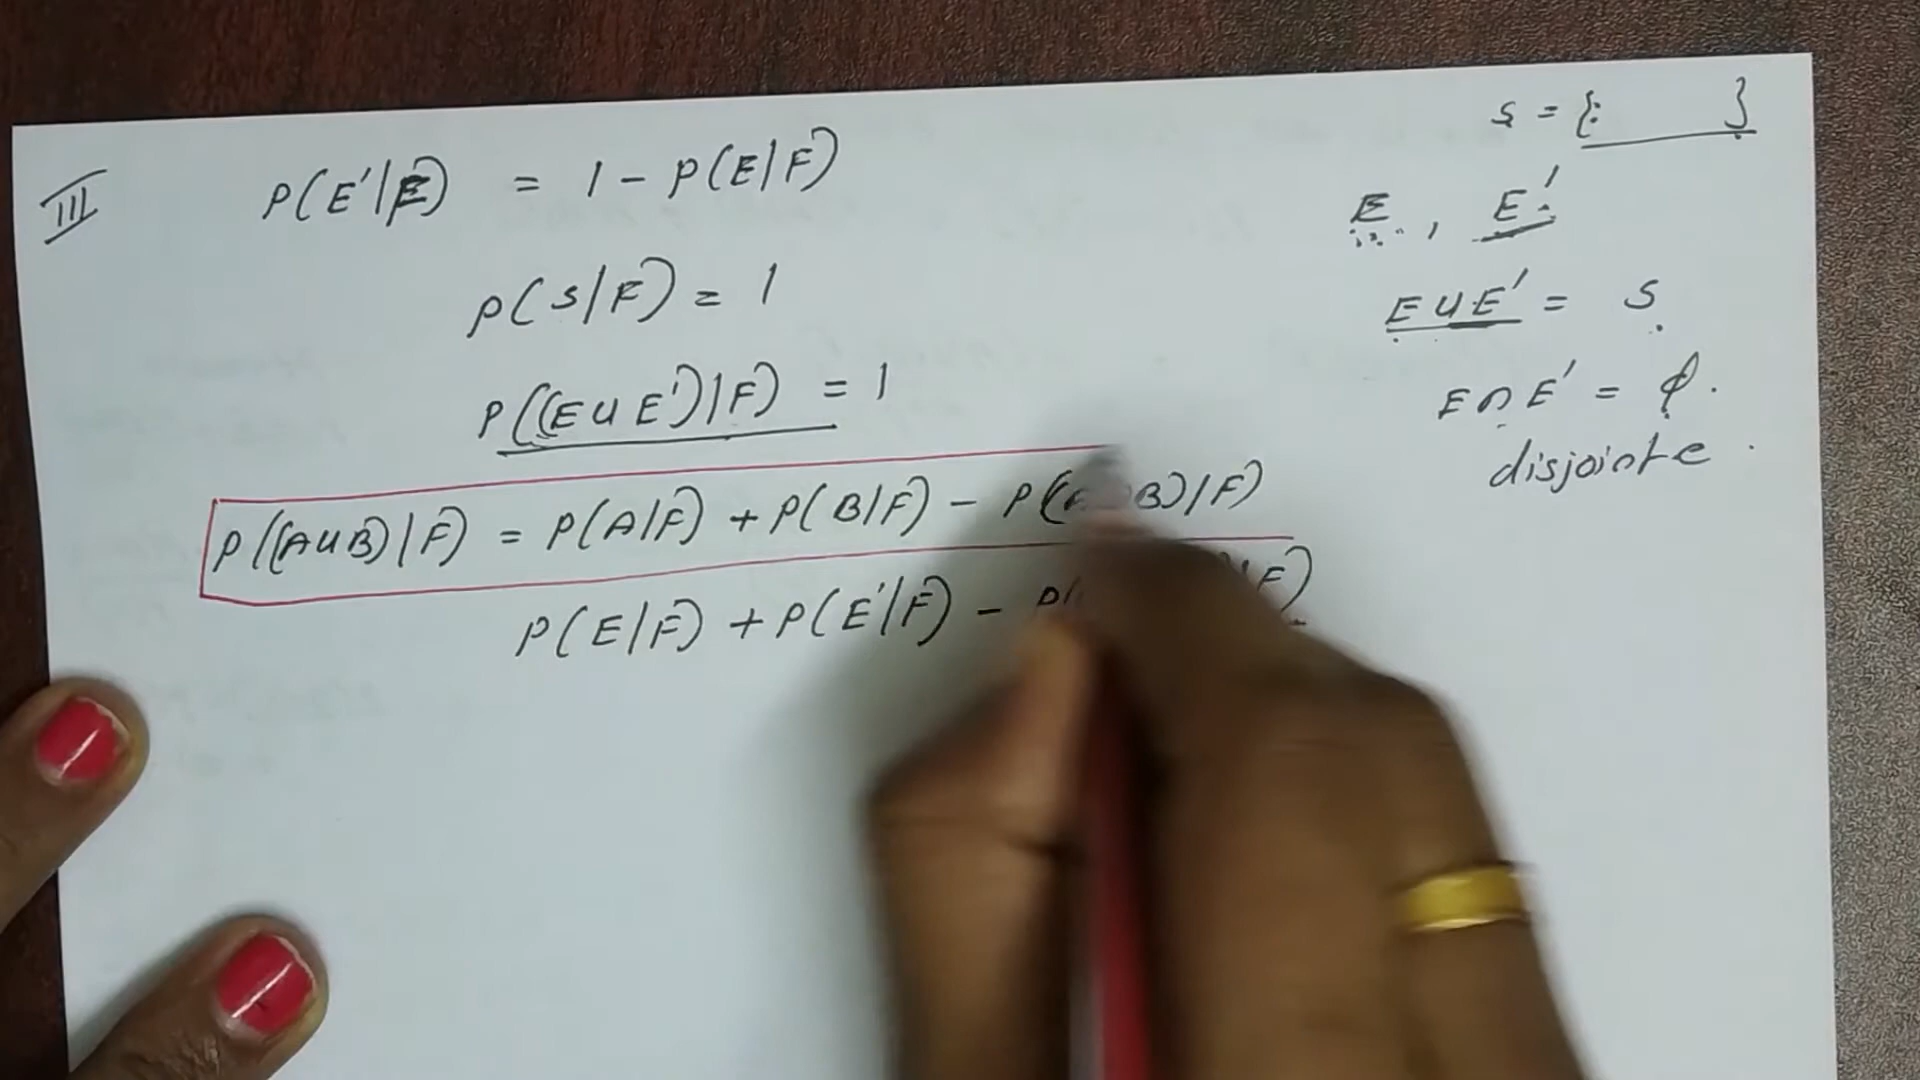 III P(E'|F) = 1 - P(E|F)
P(S|F) = 1
P((E∪E')|F) = 1
P((A∪B)|F) = P(A|F) + P(B|F) - P((A B)|F)
P(E|F) + P(E'|F) - P( |F)
S = {: }
E , E'
E∪E' = S
E∩E' = φ.
disjointe .